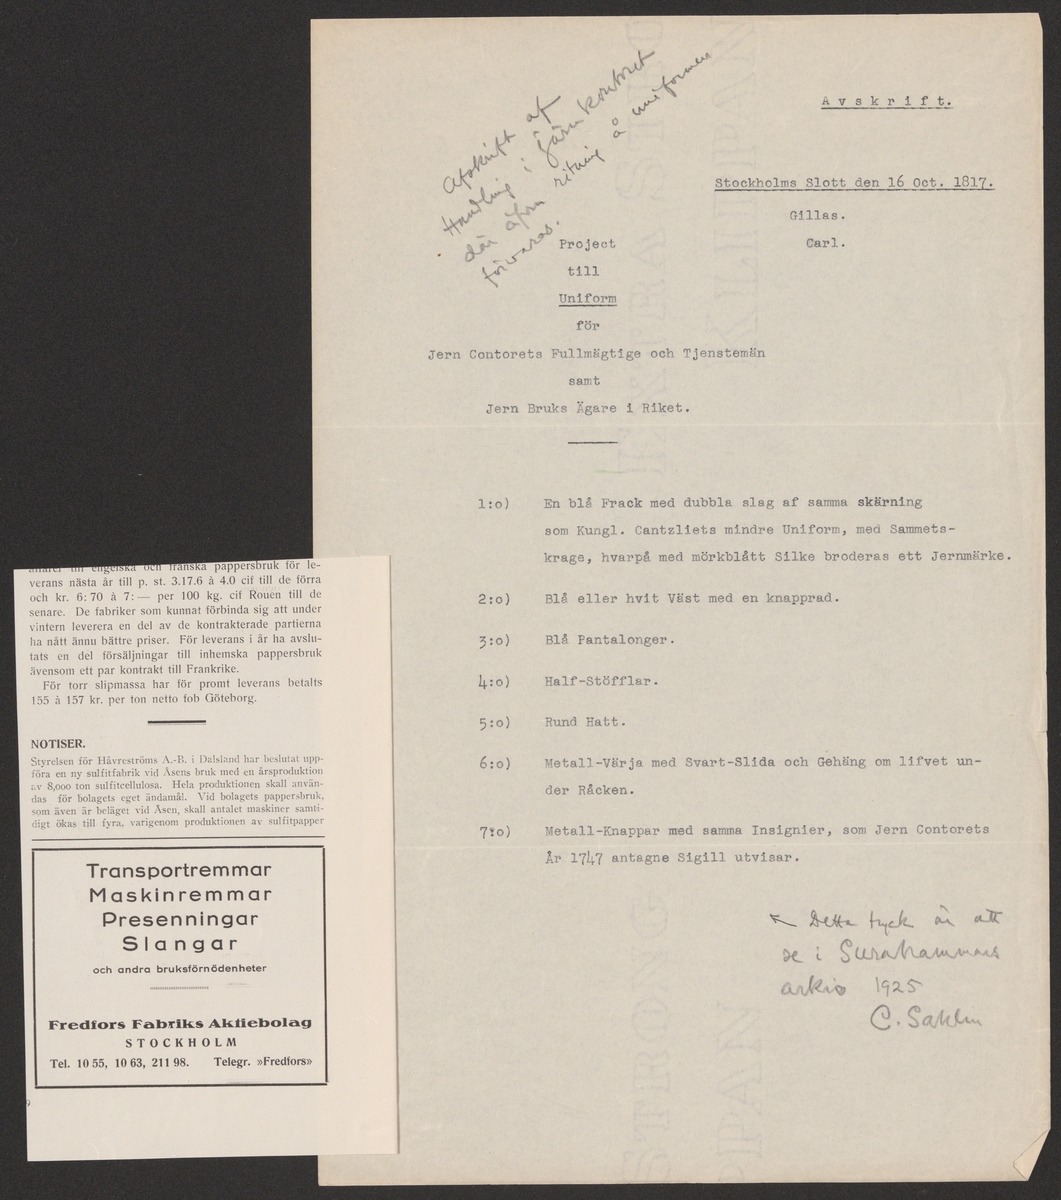 Afskrift af
Handling i Järnkontoret
där äfven ritning å uniformen
förvaras.
Avskrift.
Stockholms Slott den 16 Oct. 1817.
Gillas.
Carl.
Project
till
Uniform
för
Jern Contorets Fullmägtige och Tjenstemän
samt
Jern Bruks Ägare i Riket.
1:o) En blå Frack med dubbla slag af samma skärning
som Kungl. Cantzliets mindre Uniform, med Sammets-
krage, hvarpå med mörkblått Silke broderas ett Jernmärke.
2:o) Blå eller hvit Väst med en knapprad.
3:o) Blå Pantalonger.
4:o) Half-Stöfflar.
5:o) Rund Hatt.
6:o) Metall-Värja med Svart-Slida och Gehäng om lifvet un-
der Råcken.
7:o) Metall-Knappar med samma Insignier, som Jern Contorets
År 1747 antagne Sigill utvisar.
Detta tryck är att
se i Surahammars
arkiv 1925
C. Sahlin
till engelska och franska pappersbruk för le-
verans nästa år till p. st. 3.17.6 à 4.0 cif till de förra
och kr. 6:70 à 7:— per 100 kg. cif Rouen till de
senare. De fabriker som kunnat förbinda sig att under
vintern leverera en del av de kontrakterade partierna
ha nått ännu bättre priser. För leverans i år ha avslu-
tats en del försäljningar till inhemska pappersbruk
ävensom ett par kontrakt till Frankrike.
För torr slipmassa har för promt leverans betalts
155 à 157 kr. per ton netto fob Göteborg.
NOTISER.
Styrelsen för Håvreströms A.-B. i Dalsland har beslutat upp-
föra en ny sulfitfabrik vid Åsens bruk med en årsproduktion
av 8,000 ton sulfitcellulosa. Hela produktionen skall använ-
das för bolagets eget ändamål. Vid bolagets pappersbruk,
som även är beläget vid Åsen, skall antalet maskiner samti-
digt ökas till fyra, varigenom produktionen av sulfitpapper
Transportremmar
Maskinremmar
Presenningar
Slangar
och andra bruksförnödenheter
Fredfors Fabriks Aktiebolag
STOCKHOLM
Tel. 10 55, 10 63, 211 98. Telegr. »Fredfors»